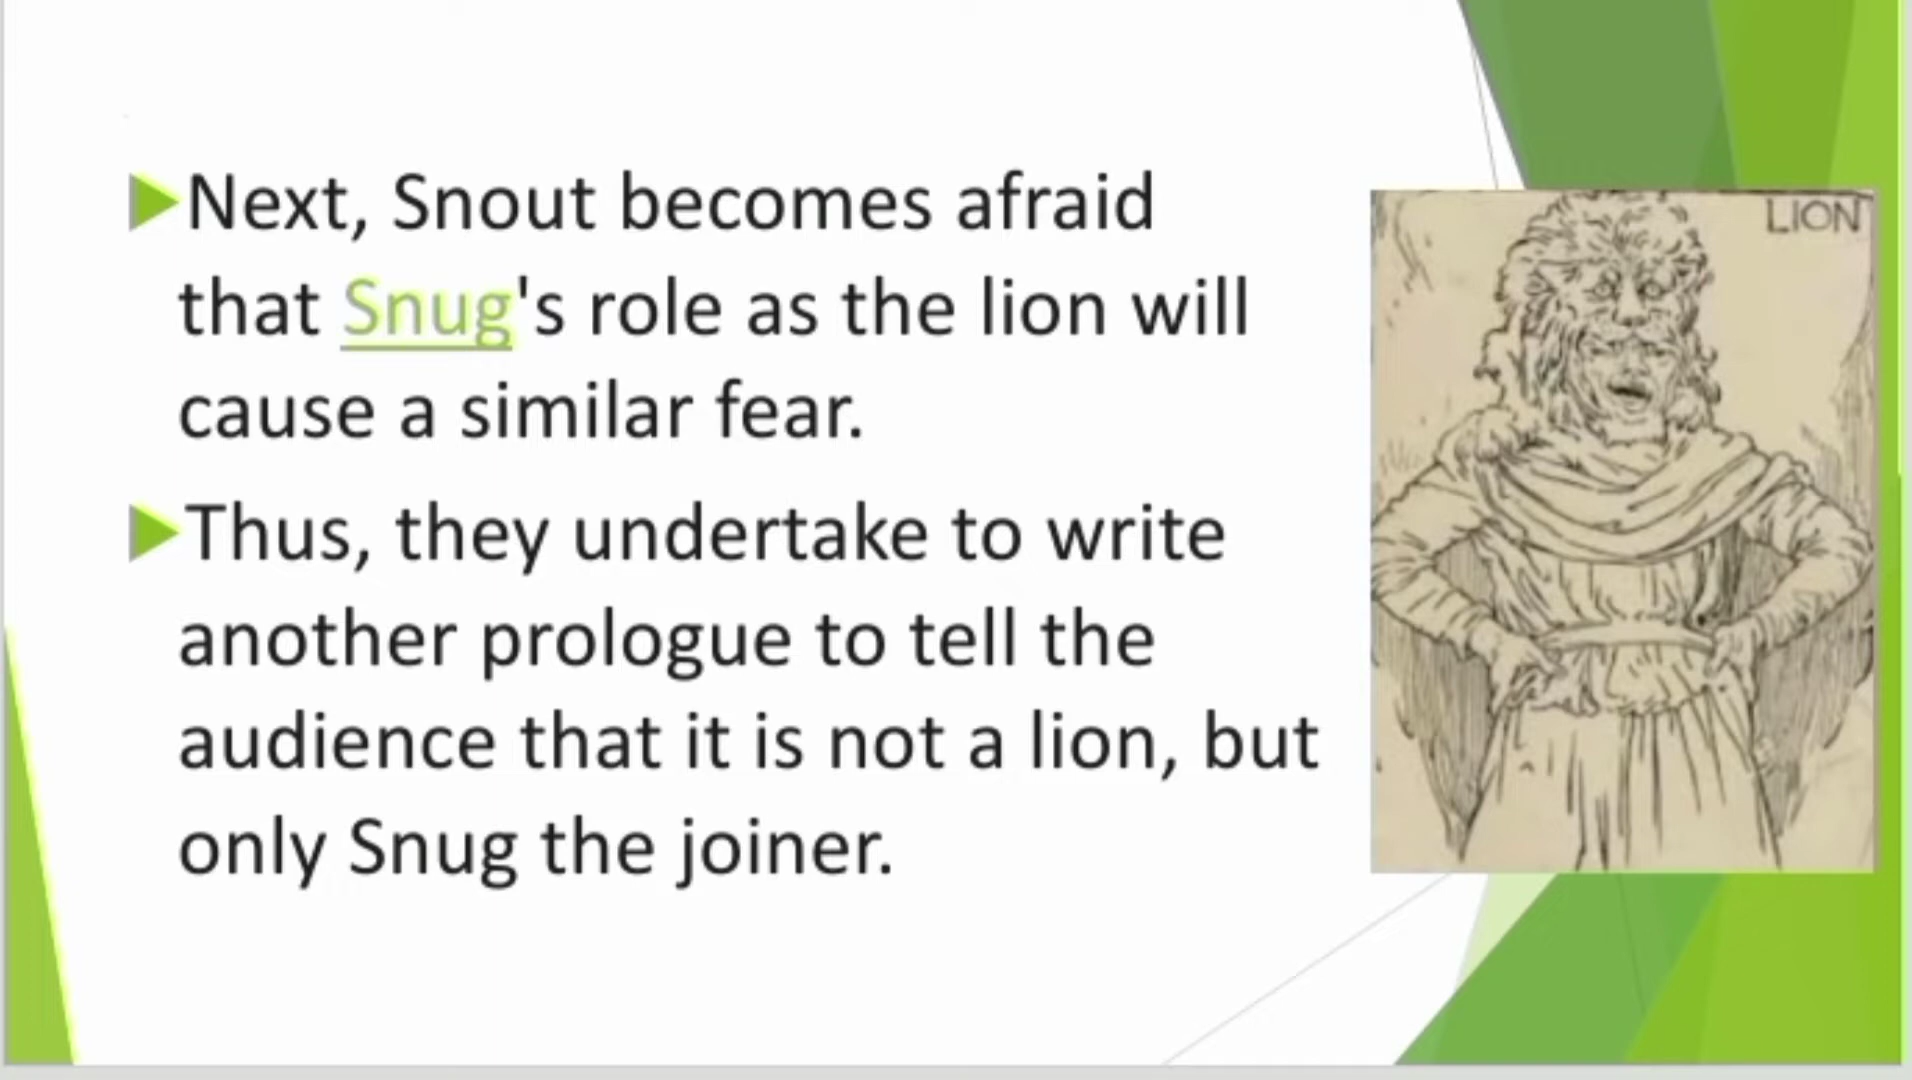 Next, Snout becomes afraid
that Snug's role as the lion will
cause a similar fear.
Thus, they undertake to write
another prologue to tell the
audience that it is not a lion, but
only Snug the joiner.
LION